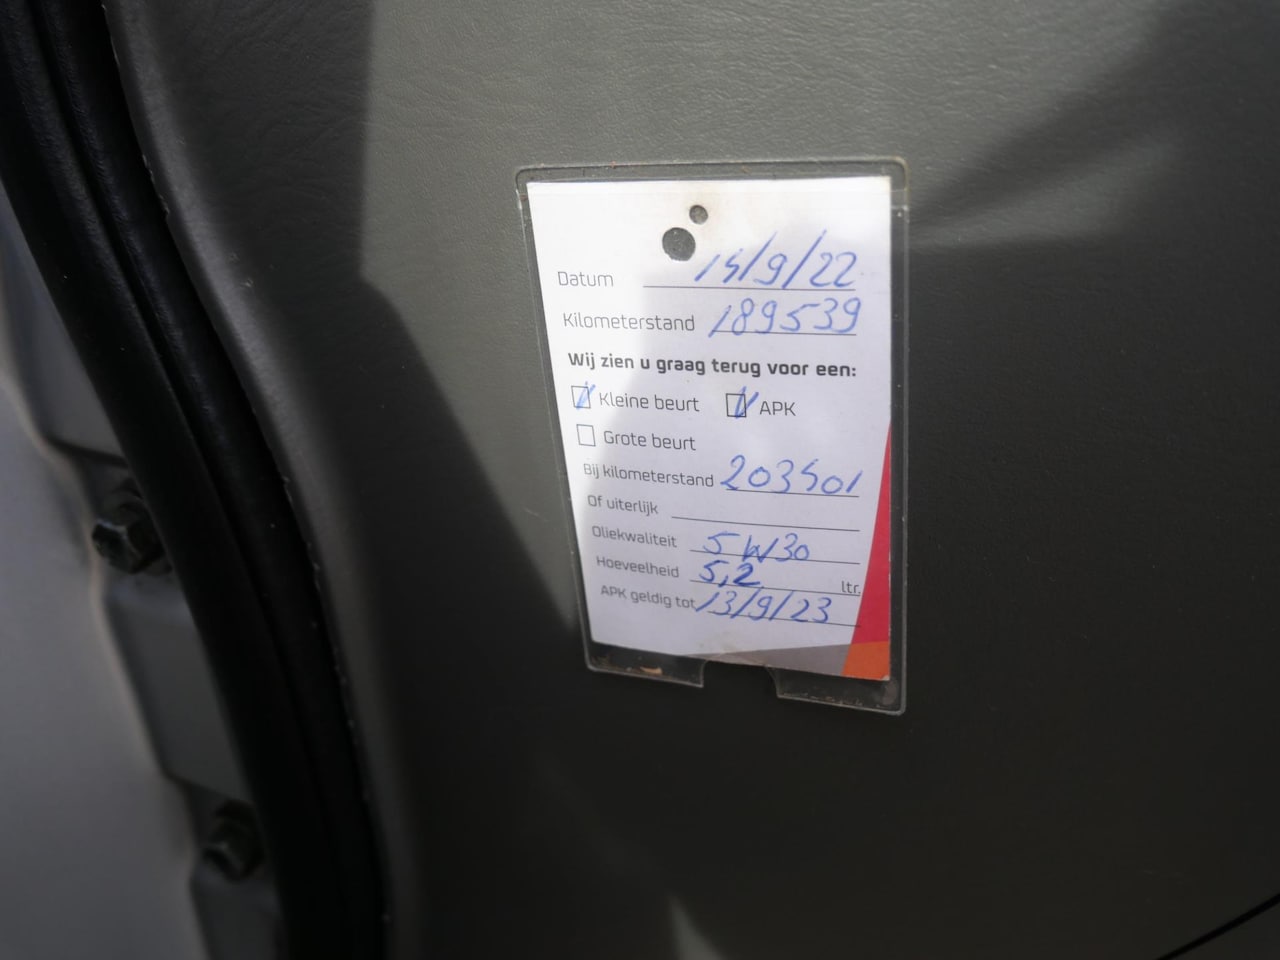 Datum 14/9/22
Kilometerstand 189539
Wij zien u graag terug voor een:
Kleine beurt APK
Grote beurt
Bij kilometerstand 203501
Of uiterlijk
Oliekwaliteit 5W30
Hoeveelheid 5,2 ltr.
APK geldig tot 13/9/23